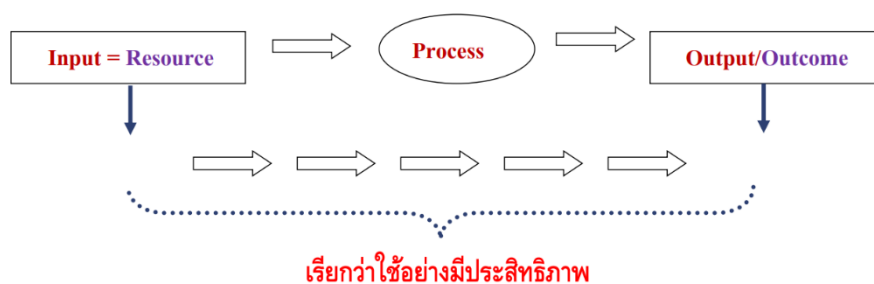 Input = Resource
Process
Output/Outcome
เรียกว่าใช้อย่างมีประสิทธิภาพ